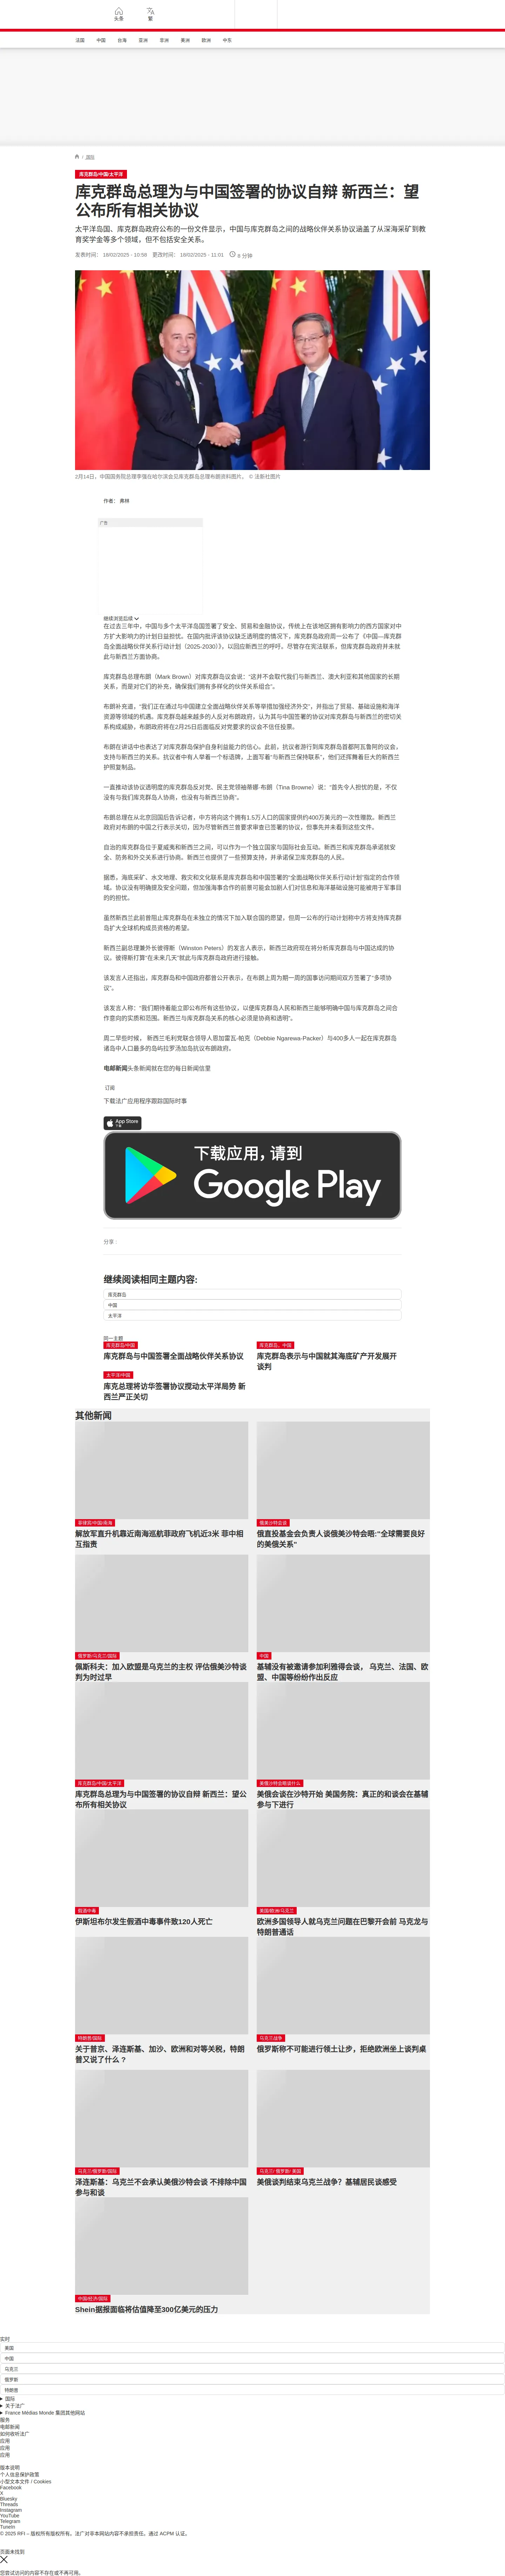 头条
繁
法国
中国
台海
亚洲
非洲
美洲
欧洲
中东
国际
库克群岛/中国/太平洋
库克群岛总理为与中国签署的协议自辩 新西兰：望
公布所有相关协议
太平洋岛国、库克群岛政府公布的一份文件显示，中国与库克群岛之间的战略伙伴关系协议涵盖了从深海采矿到教
育奖学金等多个领域，但不包括安全关系。
发表时间： 18/02/2025 - 10:58 更改时间： 18/02/2025 - 11:01 8 分钟
2月14日，中国国务院总理李强在哈尔滨会见库克群岛总理布朗资料图片。 © 法新社图片
作者： 弗林
广告
继续浏览后续
在过去三年中，中国与多个太平洋岛国签署了安全、贸易和金融协议，传统上在该地区拥有影响力的西方国家对中
方扩大影响力的计划日益担忧。在国内批评该协议缺乏透明度的情况下，库克群岛政府周一公布了《中国—库克群
岛全面战略伙伴关系行动计划（2025-2030）》，以回应新西兰的呼吁。尽管存在宪法联系，但库克群岛政府并未就
此与新西兰方面协商。
库克群岛总理布朗（Mark Brown）对库克群岛议会说：“这并不会取代我们与新西兰、澳大利亚和其他国家的长期
关系，而是对它们的补充，确保我们拥有多样化的伙伴关系组合”。
布朗补充道，“我们正在通过与中国建立全面战略伙伴关系等举措加强经济外交”，并指出了贸易、基础设施和海洋
资源等领域的机遇。库克群岛越来越多的人反对布朗政府，认为其与中国签署的协议对库克群岛与新西兰的密切关
系构成威胁，布朗政府将在2月25日后面临反对党要求的议会不信任投票。
布朗在讲话中也表达了对库克群岛保护自身利益能力的信心。此前，抗议者游行到库克群岛首都阿瓦鲁阿的议会，
支持与新西兰的关系。抗议者中有人举着一个标语牌，上面写着“与新西兰保持联系”，他们还挥舞着巨大的新西兰
护照复制品。
一直推动该协议透明度的库克群岛反对党、民主党领袖蒂娜·布朗（Tina Browne）说：“首先令人担忧的是，不仅
没有与我们库克群岛人协商，也没有与新西兰协商”。
布朗总理在从北京回国后告诉记者，中方将向这个拥有1.5万人口的国家提供约400万美元的一次性赠款。新西兰
政府对布朗的中国之行表示关切，因为尽管新西兰曾要求审查已签署的协议，但事先并未看到这些文件。
自治的库克群岛位于夏威夷和新西兰之间，可以作为一个独立国家与国际社会互动。新西兰和库克群岛承诺就安
全、防务和外交关系进行协商。新西兰也提供了一些预算支持，并承诺保卫库克群岛的人民。
据悉，海底采矿、水文地理、救灾和文化联系是库克群岛和中国签署的“全面战略伙伴关系行动计划”指定的合作领
域。协议没有明确提及安全问题，但加强海事合作的前景可能会加剧人们对信息和海洋基础设施可能被用于军事目
的的担忧。
虽然新西兰此前曾阻止库克群岛在未独立的情况下加入联合国的愿望，但周一公布的行动计划称中方将支持库克群
岛扩大全球机构成员资格的希望。
新西兰副总理兼外长彼得斯（Winston Peters）的发言人表示，新西兰政府现在将分析库克群岛与中国达成的协
议。彼得斯打算“在未来几天”就此与库克群岛政府进行接触。
该发言人还指出，库克群岛和中国政府都曾公开表示，在布朗上周为期一周的国事访问期间双方签署了“多项协
议”。
该发言人称：“我们期待着能立即公布所有这些协议，以便库克群岛人民和新西兰能够明确中国与库克群岛之间合
作意向的实质和范围。新西兰与库克群岛关系的核心必须是协商和透明”。
周二早些时候， 新西兰毛利党联合领导人恩加雷瓦-帕克（Debbie Ngarewa-Packer）与400多人一起在库克群岛
诸岛中人口最多的岛屿拉罗汤加岛抗议布朗政府。
电邮新闻头条新闻就在您的每日新闻信里
订阅
下载法广应用程序跟踪国际时事
App Store
下载应用，请到
Google Play
分享 :
继续阅读相同主题内容:
库克群岛
中国
太平洋
同一主题
库克群岛/中国
库克群岛与中国签署全面战略伙伴关系协议
库克群岛、中国
库克群岛表示与中国就其海底矿产开发展开
谈判
太平洋/中国
库克总理将访华签署协议搅动太平洋局势 新
西兰严正关切
其他新闻
菲律宾/中国/南海
解放军直升机靠近南海巡航菲政府飞机近3米 菲中相
互指责
俄美沙特会谈
俄直投基金会负责人谈俄美沙特会晤:"全球需要良好
的美俄关系"
俄罗斯/乌克兰/国际
佩斯科夫：加入欧盟是乌克兰的主权 评估俄美沙特谈
判为时过早
中国
基辅没有被邀请参加利雅得会谈， 乌克兰、法国、欧
盟、中国等纷纷作出反应
库克群岛/中国/太平洋
库克群岛总理为与中国签署的协议自辩 新西兰：望公
布所有相关协议
美俄沙特会晤谈什么
美俄会谈在沙特开始 美国务院：真正的和谈会在基辅
参与下进行
假酒中毒
伊斯坦布尔发生假酒中毒事件致120人死亡
美国/欧洲/乌克兰
欧洲多国领导人就乌克兰问题在巴黎开会前 马克龙与
特朗普通话
特朗普/国际
关于普京、泽连斯基、加沙、欧洲和对等关税，特朗
普又说了什么 ?
乌克兰战争
俄罗斯称不可能进行领土让步，拒绝欧洲坐上谈判桌
乌克兰/俄罗斯/国际
泽连斯基：乌克兰不会承认美俄沙特会谈 不排除中国
参与和谈
乌克兰/ 俄罗斯/ 美国
美俄谈判结束乌克兰战争？基辅居民谈感受
中国/经济/国际
Shein据报面临将估值降至300亿美元的压力
实时
美国
中国
乌克兰
俄罗斯
特朗普
国际
关于法广
France Médias Monde 集团其他网站
服务
电邮新闻
如何收听法广
应用
应用
应用
版本说明
个人信息保护政策
小型文本文件 / Cookies
Facebook
X
Bluesky
Threads
Instagram
YouTube
Telegram
TuneIn
© 2025 RFI – 版权所有版权所有。法广对非本网站内容不承担责任。通过 ACPM 认证。
页面未找到
您尝试访问的内容不存在或不再可用。